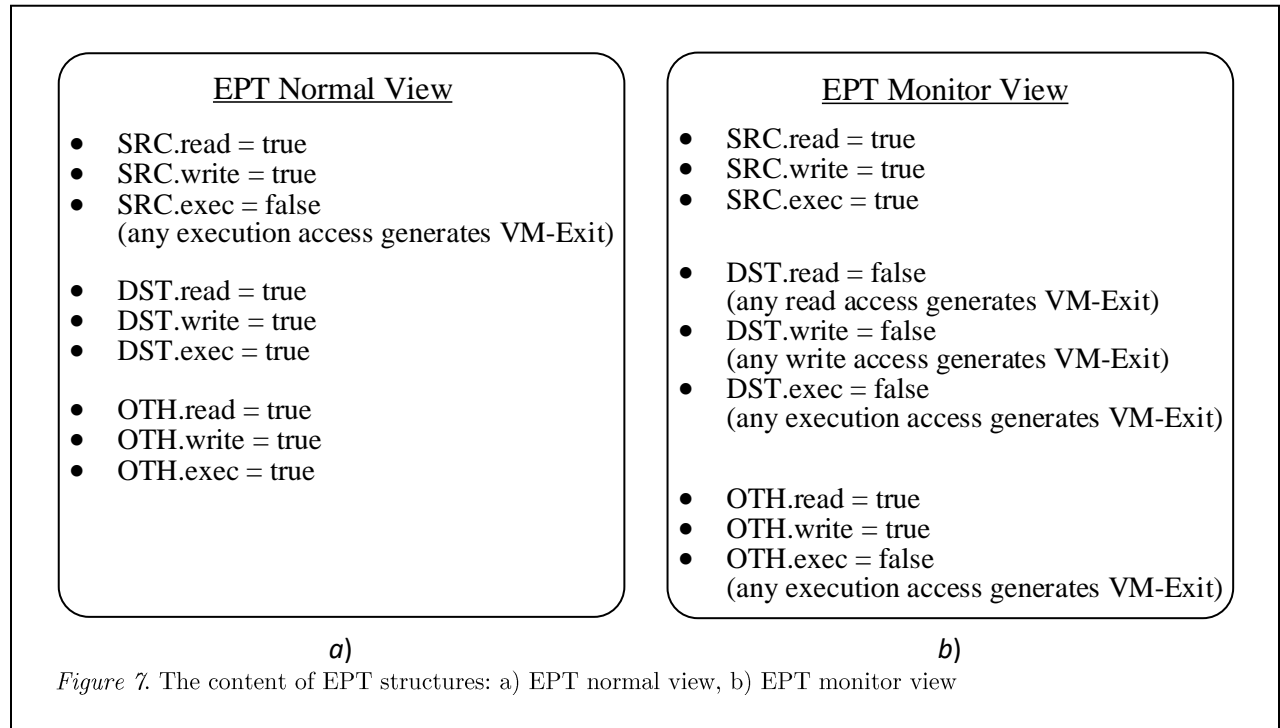 EPT Normal View
• SRC.read = true
• SRC.write = true
• SRC.exec = false
(any execution access generates VM-Exit)
• DST.read = true
• DST.write = true
• DST.exec = true
• OTH.read = true
• OTH.write = true
• OTH.exec = true
a)
EPT Monitor View
• SRC.read = true
• SRC.write = true
• SRC.exec = true
• DST.read = false
(any read access generates VM-Exit)
• DST.write = false
(any write access generates VM-Exit)
• DST.exec = false
(any execution access generates VM-Exit)
• OTH.read = true
• OTH.write = true
• OTH.exec = false
(any execution access generates VM-Exit)
b)
Figure 7. The content of EPT structures: a) EPT normal view, b) EPT monitor view